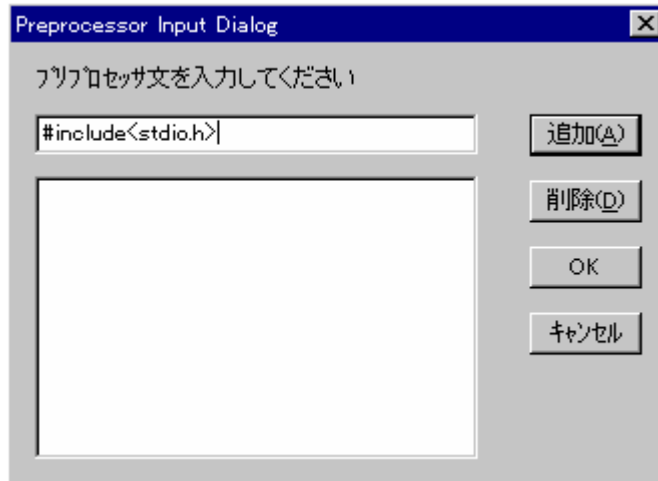 Preprocessor Input Dialog
ﾌﾟﾘﾌﾟﾛｾｯｻ文を入力してください
#include<stdio.h>
追加(A)
削除(D)
OK
ｷｬﾝｾﾙ